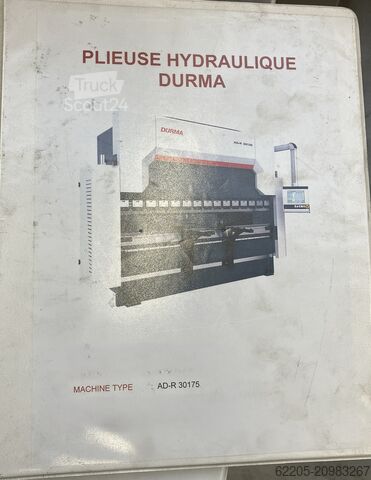 PLIEUSE HYDRAULIQUE
DURMA
Truck
Scout24
DURMA
MACHINE TYPE : AD-R 30175
62205-20983267